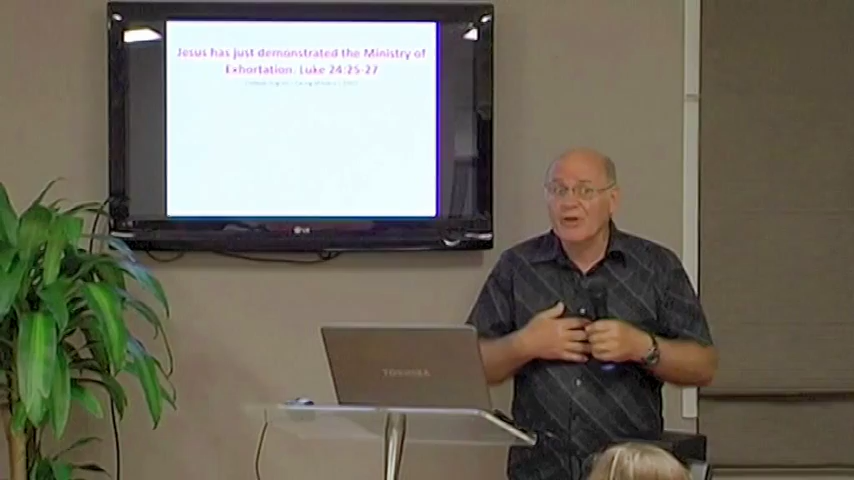 Jesus has just demonstrated the Ministry of
Exhortation. Luke 24:25-27
LG
TOSHIBA